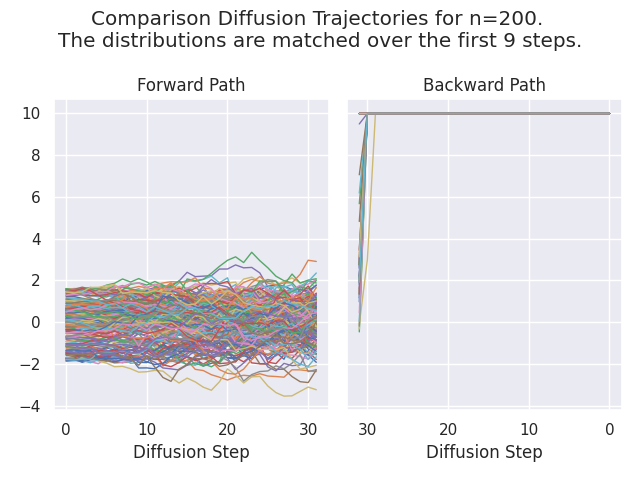 Comparison Diffusion Trajectories for n=200.
The distributions are matched over the first 9 steps.
Forward Path
Backward Path
10
8
6
4
2
0
−2
−4
0
10
20
30
30
20
10
0
Diffusion Step
Diffusion Step